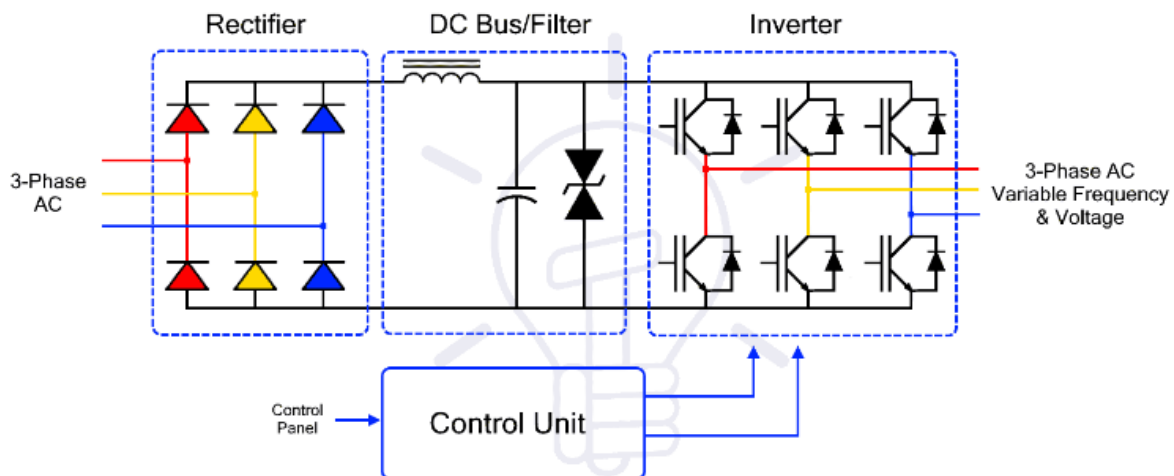 Rectifier
DC Bus/Filter
Inverter
3-Phase
AC
3-Phase AC
Variable Frequency
& Voltage
Control
Panel
Control Unit